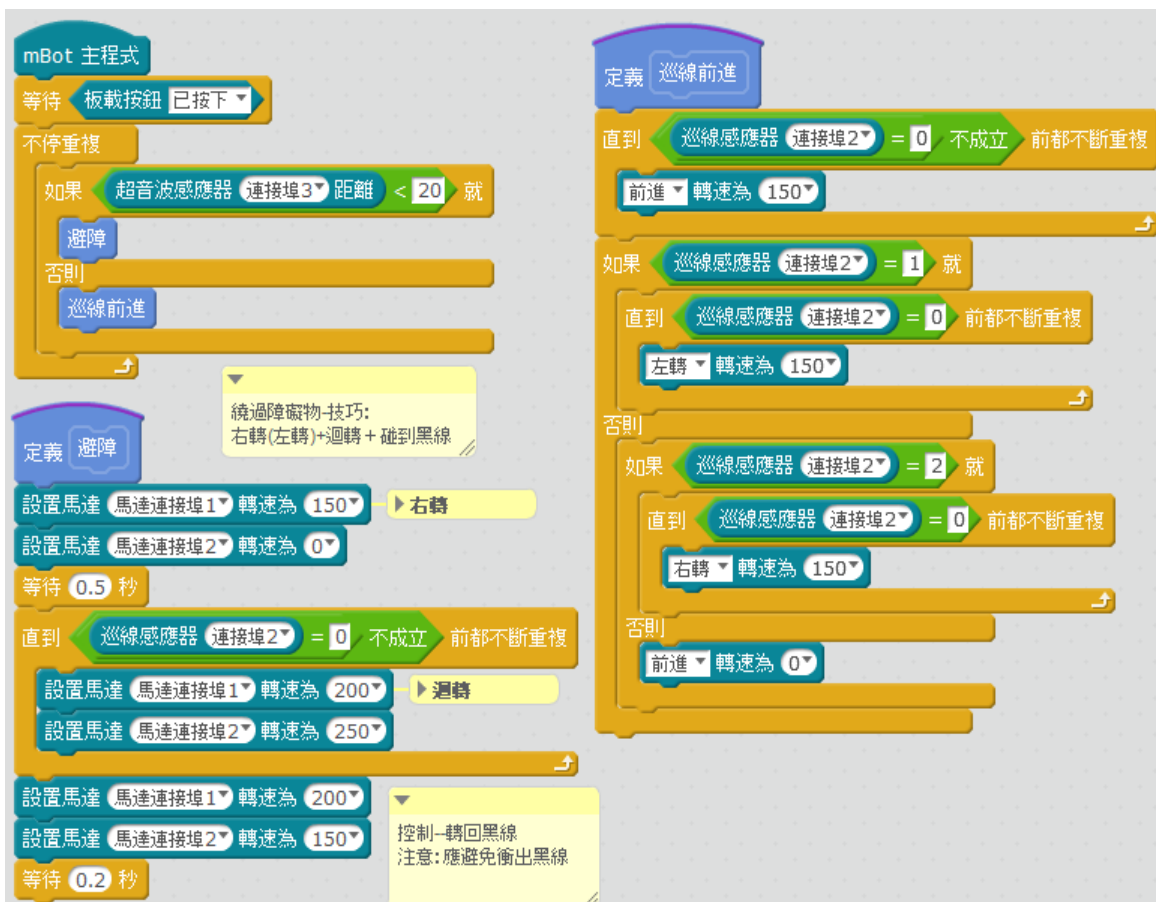 mBot 主程式
等待 板載按鈕 已按下
不停重複
如果 超音波感應器 連接埠3 距離 < 20 就
避障
否則
巡線前進
繞過障礙物-技巧:
右轉(左轉)+迴轉+碰到黑線
定義 避障
設置馬達 馬達連接埠1 轉速為 150 右轉
設置馬達 馬達連接埠2 轉速為 0
等待 0.5 秒
直到 巡線感應器 連接埠2 = 0 不成立 前都不斷重複
設置馬達 馬達連接埠1 轉速為 200 迴轉
設置馬達 馬達連接埠2 轉速為 250
設置馬達 馬達連接埠1 轉速為 200
設置馬達 馬達連接埠2 轉速為 150
等待 0.2 秒
控制--轉回黑線
注意:應避免衝出黑線
定義 巡線前進
直到 巡線感應器 連接埠2 = 0 不成立 前都不斷重複
前進 轉速為 150
如果 巡線感應器 連接埠2 = 1 就
直到 巡線感應器 連接埠2 = 0 前都不斷重複
左轉 轉速為 150
否則
如果 巡線感應器 連接埠2 = 2 就
直到 巡線感應器 連接埠2 = 0 前都不斷重複
右轉 轉速為 150
否則
前進 轉速為 0